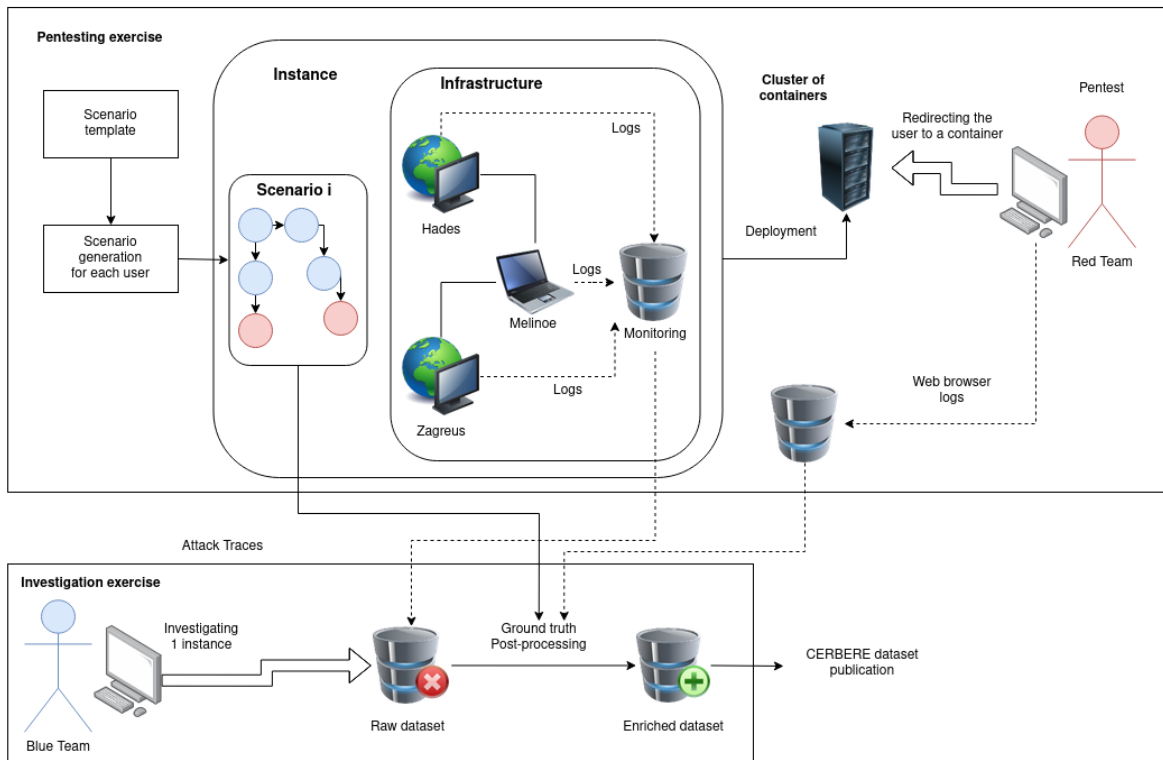 Pentesting exercise
Scenario
template
Scenario
generation
for each user
Instance
Scenario i
Infrastructure
Logs
Hades
Logs
Melinoe
Monitoring
Logs
Zagreus
Cluster of
containers
Deployment
Redirecting the
user to a container
Pentest
Red Team
Web browser
logs
Attack Traces
Investigation exercise
Investigating
1 instance
Blue Team
Raw dataset
Ground truth
Post-processing
Enriched dataset
CERBERE dataset
publication